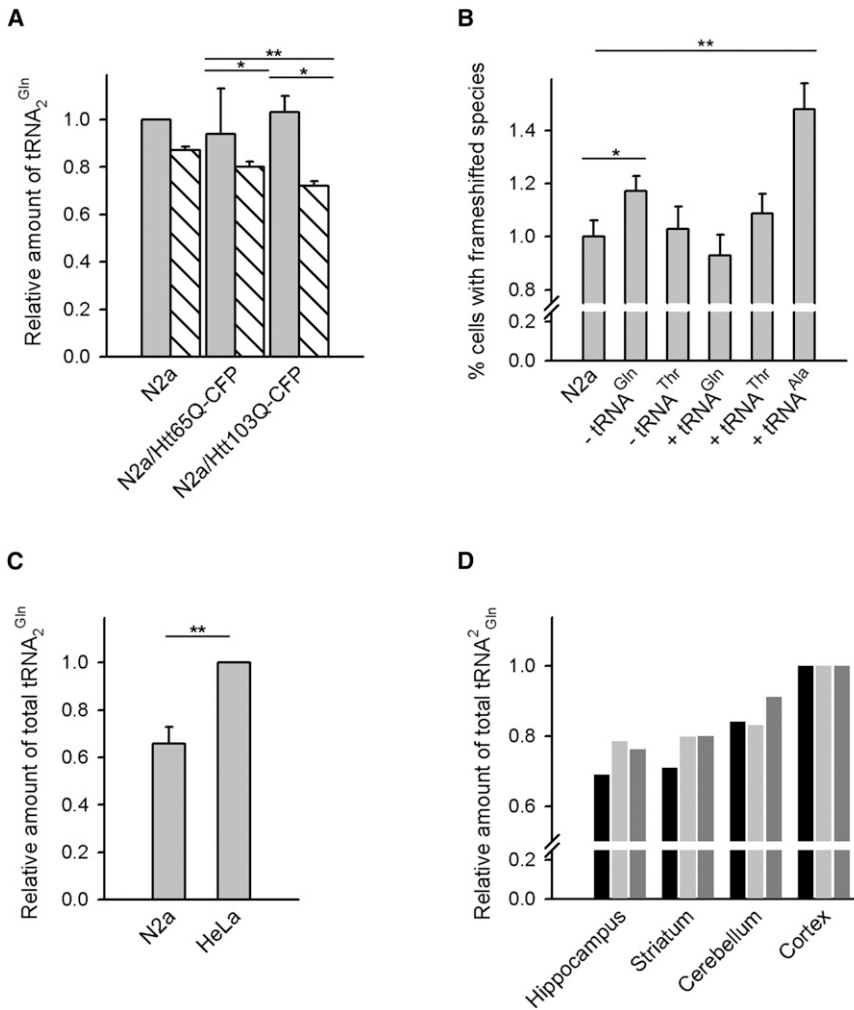 A
Relative amount of tRNA₂ᴳˡⁿ
**
*
*
1.0
0.8
0.6
0.4
0.2
0.0
N2a
N2a/Htt65Q-CFP
N2a/Htt103Q-CFP
B
% cells with frameshifted species
**
*
1.4
1.2
1.0
0.8
0.2
0.0
N2a
- tRNAᴳˡⁿ
- tRNAᵀʰʳ
+ tRNAᴳˡⁿ
+ tRNAᵀʰʳ
+ tRNAᴬˡᵃ
C
Relative amount of total tRNA₂ᴳˡⁿ
**
1.0
0.8
0.6
0.4
0.2
0.0
N2a
HeLa
D
Relative amount of total tRNA²Gln
1.0
0.8
0.6
0.2
0.0
Hippocampus
Striatum
Cerebellum
Cortex